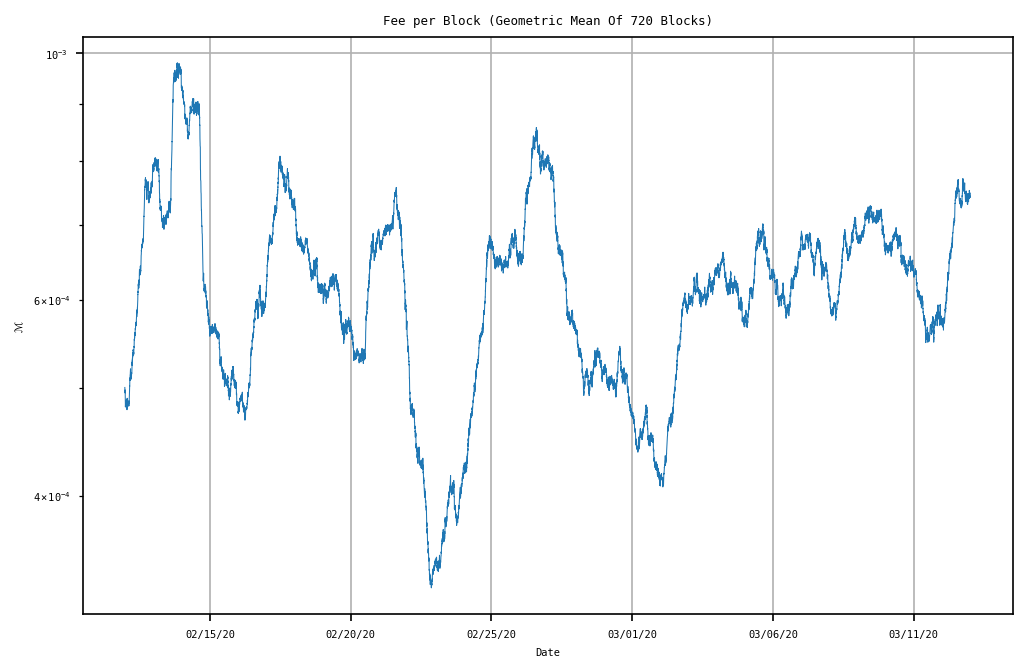 Fee per Block (Geometric Mean Of 720 Blocks)
10⁻³
6×10⁻⁴
4×10⁻⁴
ℳ
02/15/20 02/20/20 02/25/20 03/01/20 03/06/20 03/11/20
Date